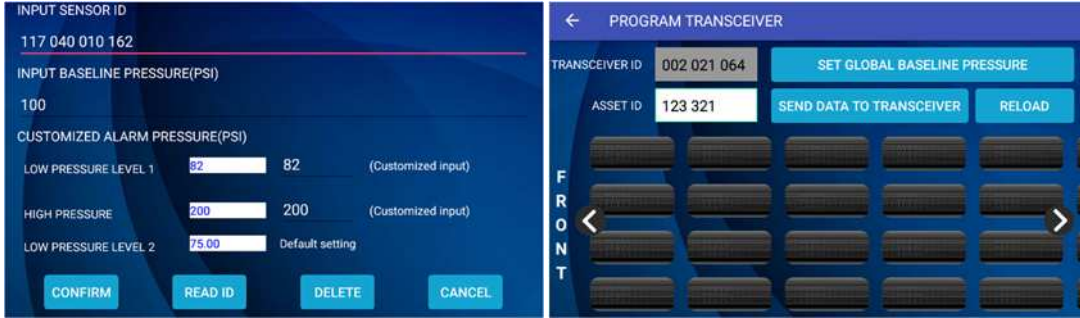 INPUT SENSOR ID
117 040 010 162
INPUT BASELINE PRESSURE(PSI)
100
CUSTOMIZED ALARM PRESSURE(PSI)
LOW PRESSURE LEVEL 1 82 82 (Customized input)
HIGH PRESSURE 200 200 (Customized input)
LOW PRESSURE LEVEL 2 75.00 Default setting
CONFIRM READ ID DELETE CANCEL
PROGRAM TRANSCEIVER
TRANSCEIVER ID 002 021 064 SET GLOBAL BASELINE PRESSURE
ASSET ID 123 321 SEND DATA TO TRANSCEIVER RELOAD
FRONT